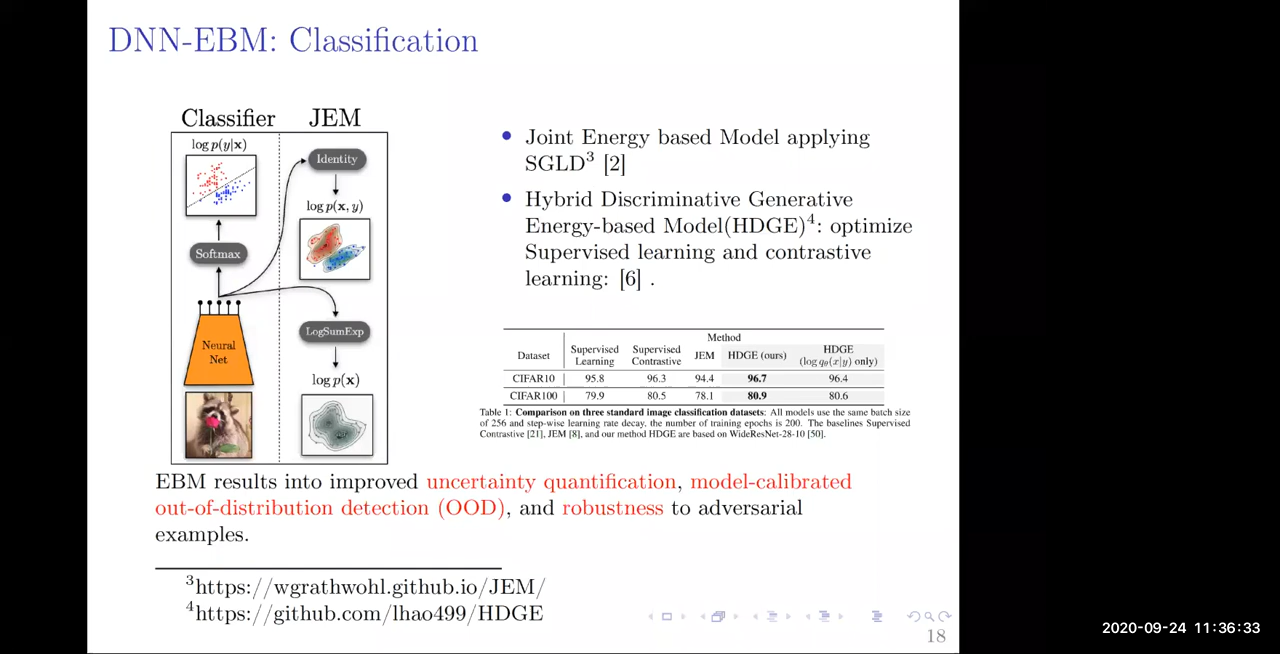 DNN-EBM: Classification
Classifier
JEM
log p(y|x)
Identity
log p(x, y)
Softmax
LogSumExp
Neural
Net
log p(x)
Joint Energy based Model applying
SGLD³ [2]
Hybrid Discriminative Generative
Energy-based Model(HDGE)⁴: optimize
Supervised learning and contrastive
learning: [6] .
Method
Dataset Supervised Learning Supervised Contrastive JEM HDGE (ours) HDGE (log qθ(x|y) only)
CIFAR10 95.8 96.3 94.4 96.7 96.4
CIFAR100 79.9 80.5 78.1 80.9 80.6
Table 1: Comparison on three standard image classification datasets: All models use the same batch size
of 256 and step-wise learning rate decay, the number of training epochs is 200. The baselines Supervised
Contrastive [21], JEM [8], and our method HDGE are based on WideResNet-28-10 [50].
EBM results into improved uncertainty quantification, model-calibrated
out-of-distribution detection (OOD), and robustness to adversarial
examples.
³https://wgrathwohl.github.io/JEM/
⁴https://github.com/lhao499/HDGE
18
2020-09-24 11:36:33